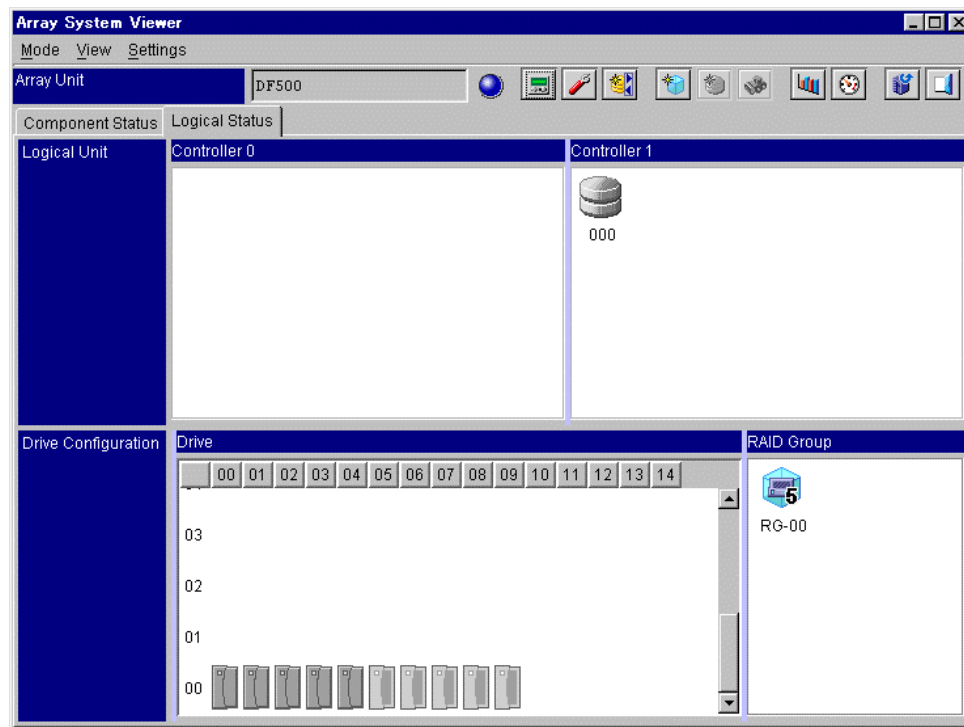 Array System Viewer
Mode View Settings
Array Unit DF500
Component Status Logical Status
Logical Unit Controller 0 Controller 1
000
Drive Configuration Drive RAID Group
00 01 02 03 04 05 06 07 08 09 10 11 12 13 14
5
RG-00
03
02
01
00